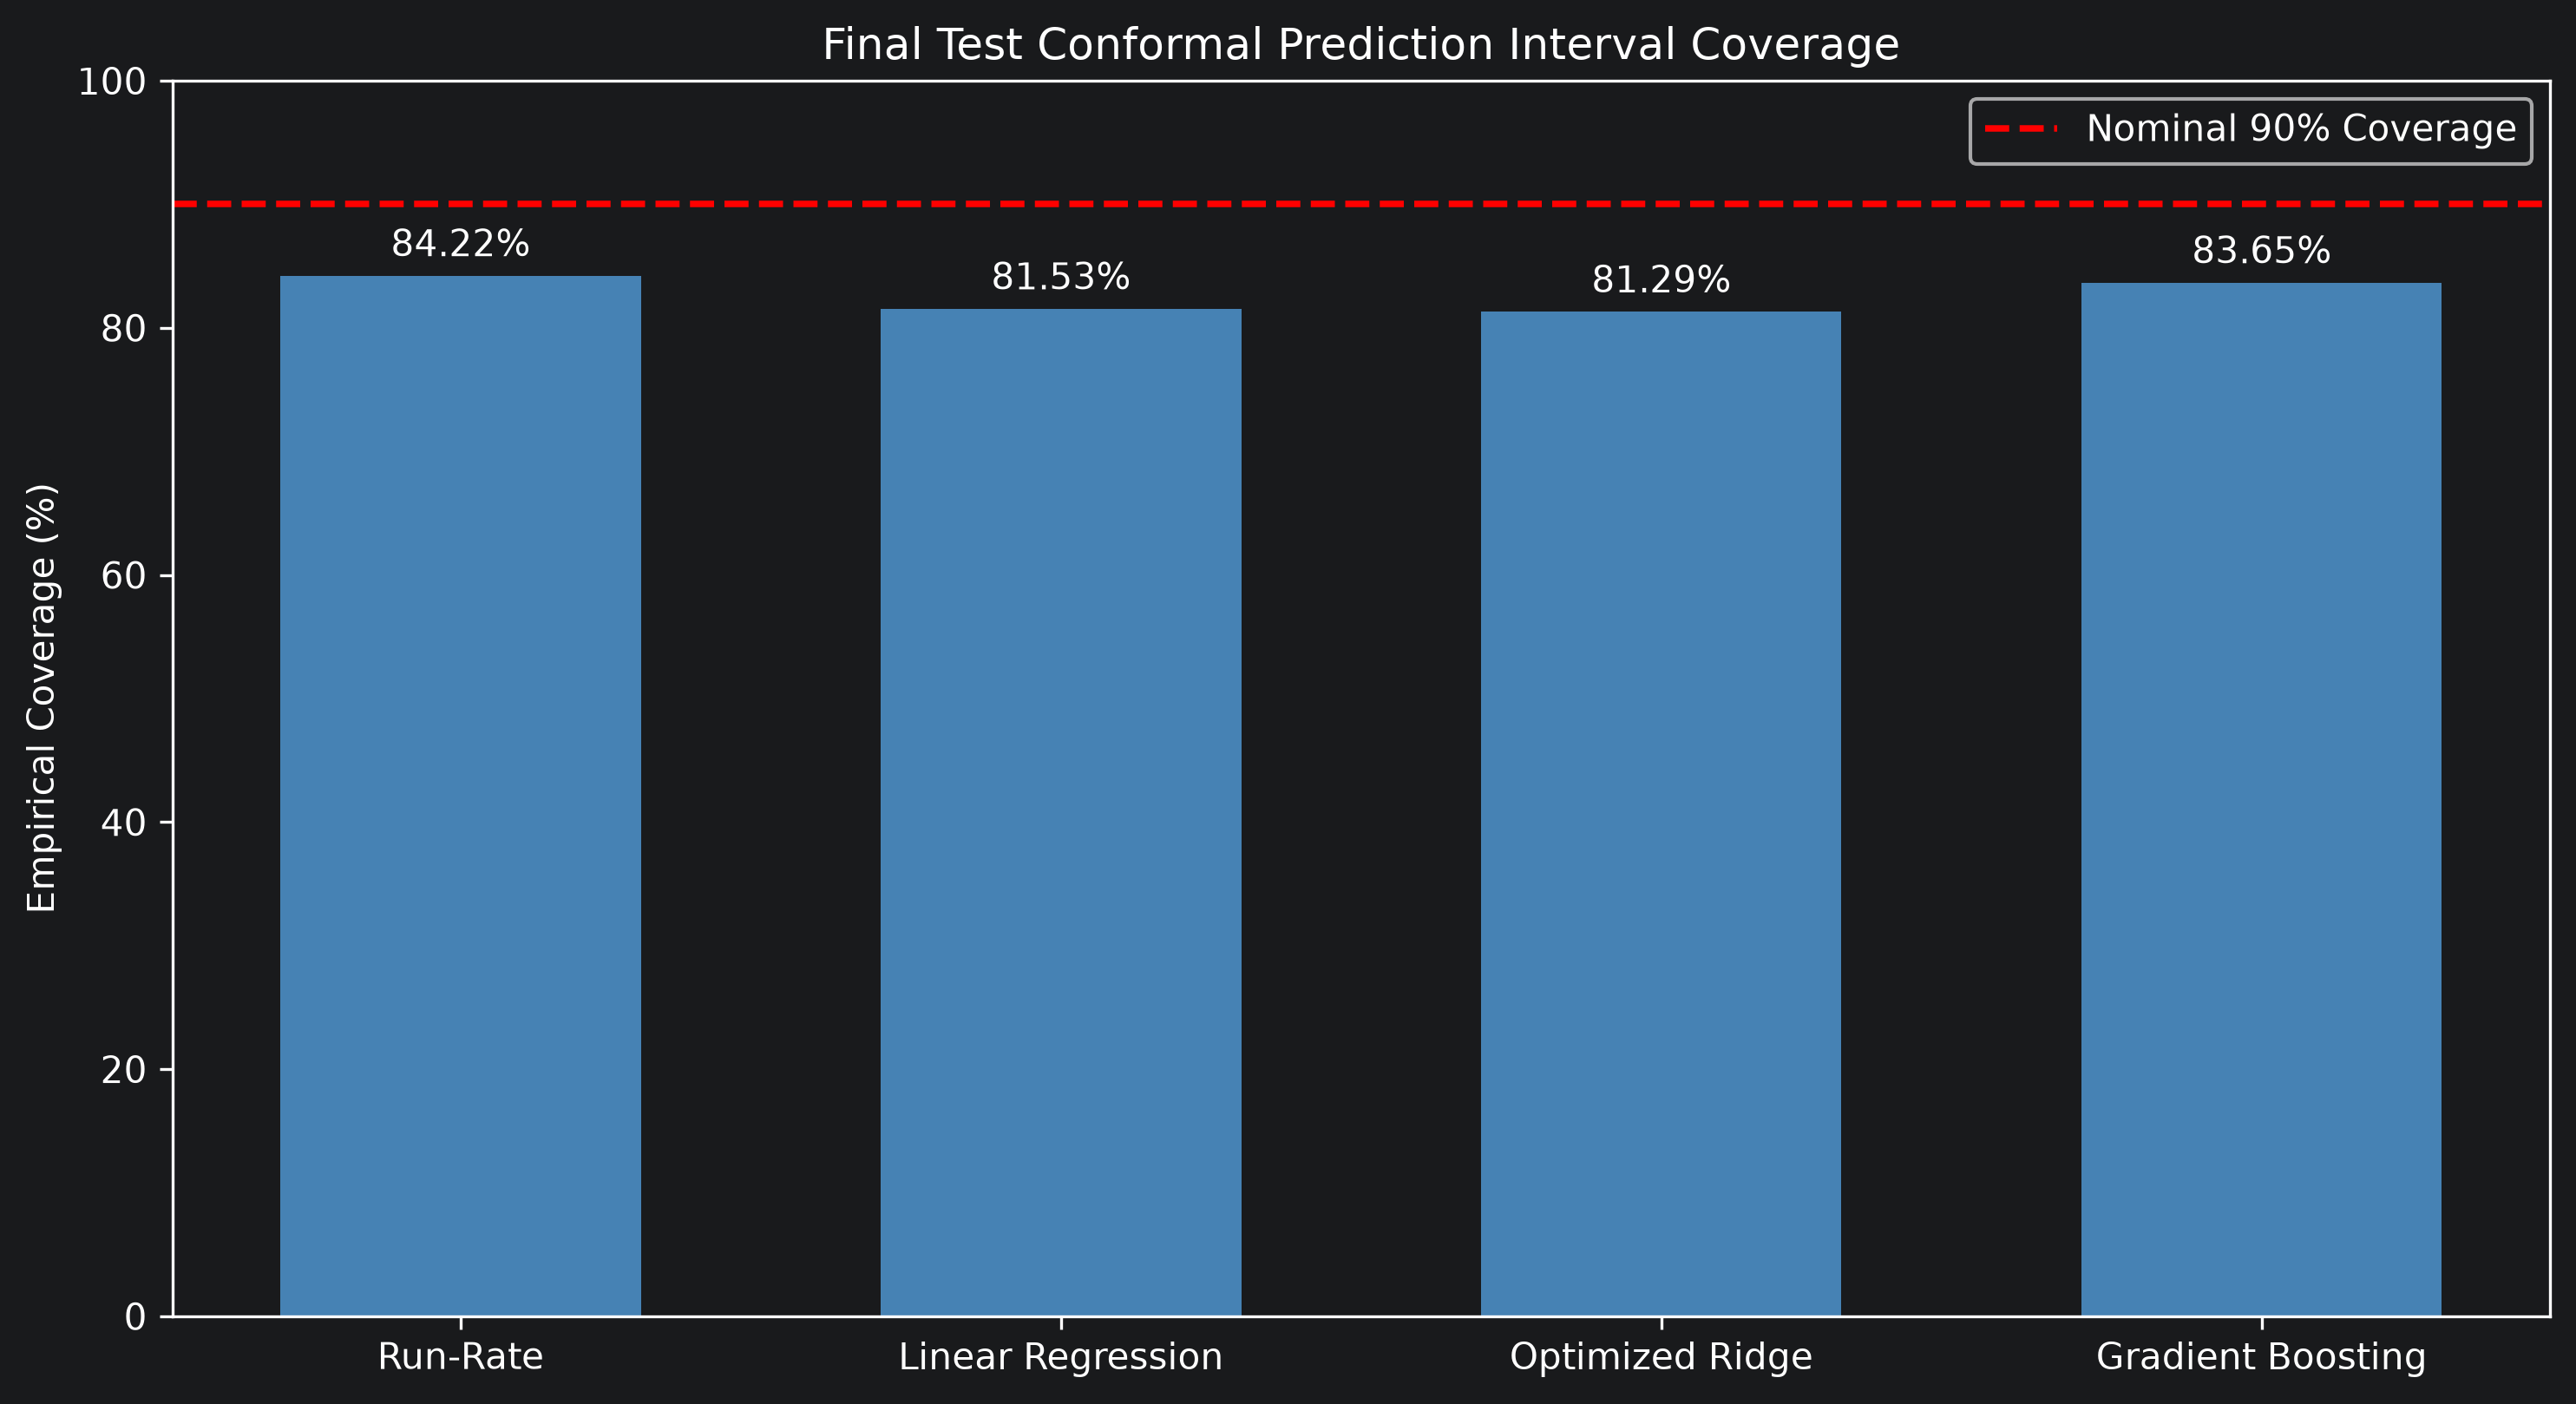 Final Test Conformal Prediction Interval Coverage
100
80
60
40
20
0
Empirical Coverage (%)
Nominal 90% Coverage
84.22%
81.53%
81.29%
83.65%
Run-Rate
Linear Regression
Optimized Ridge
Gradient Boosting